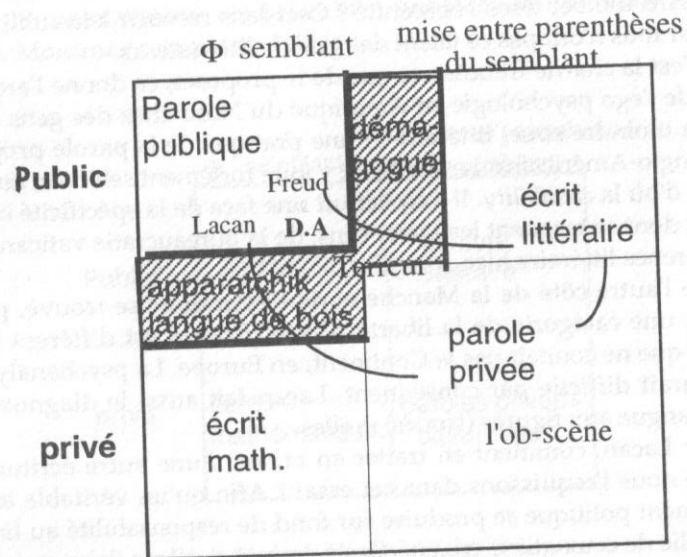 Φ semblant
mise entre parenthèses
du semblant
Parole
publique
déma-
gogue
Public
Freud
écrit
littéraire
Lacan D.A
Terreur
apparatchik
langue de bois
parole
privée
privé
écrit
math.
l'ob-scène